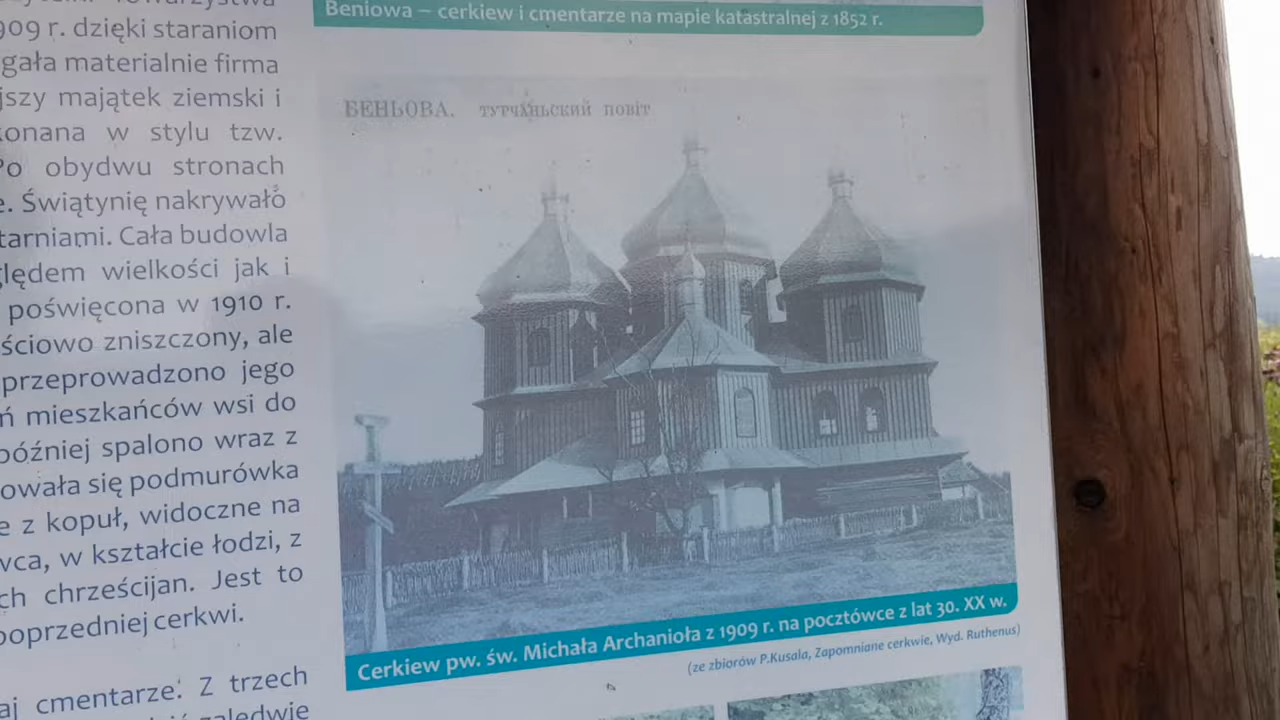 Beniowa – cerkiew i cmentarze na mapie katastralnej z 1852 r.
909 r. dzięki staraniom
gała materialnie firma
jszy majątek ziemski i
konana w stylu tzw.
Po obydwu stronach
e. Świątynię nakrywało
tarniami. Cała budowla
ględem wielkości jak i
poświęcona w 1910 r.
ściowo zniszczony, ale
przeprowadzono jego
ń mieszkańców wsi do
później spalono wraz z
owała się podmurówka
e z kopuł, widoczne na
wca, w kształcie łodzi, z
ch chrześcijan. Jest to
poprzedniej cerkwi.
aj cmentarze. Z trzech
zaledwie
БЕНЬОВА. ТУРЧАНЬСКИЙ ПОВІТ
Cerkiew pw. św. Michała Archanioła z 1909 r. na pocztówce z lat 30. XX w.
(ze zbiorów P.Kusala, Zapomniane cerkwie, Wyd. Ruthenus)